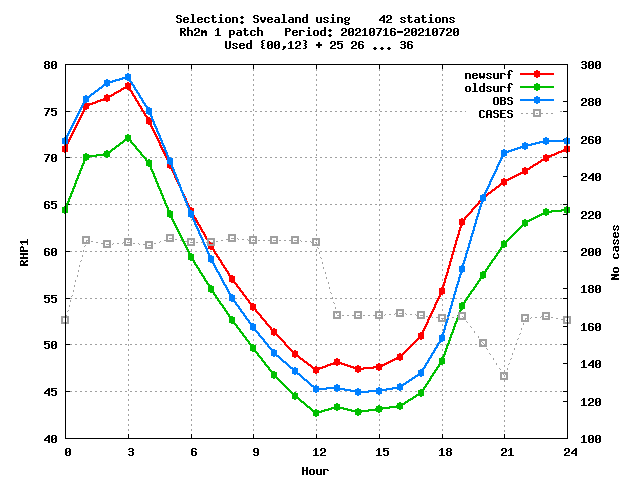 Selection: Svealand using    42 stations
Rh2m 1 patch   Period: 20210716-20210720
Used {00,12} + 25 26 ... 36
newsurf
oldsurf
OBS
CASES
80
75
70
65
60
55
50
45
40
300
280
260
240
220
200
180
160
140
120
100
RHP1
No cases
0 3 6 9 12 15 18 21 24
Hour